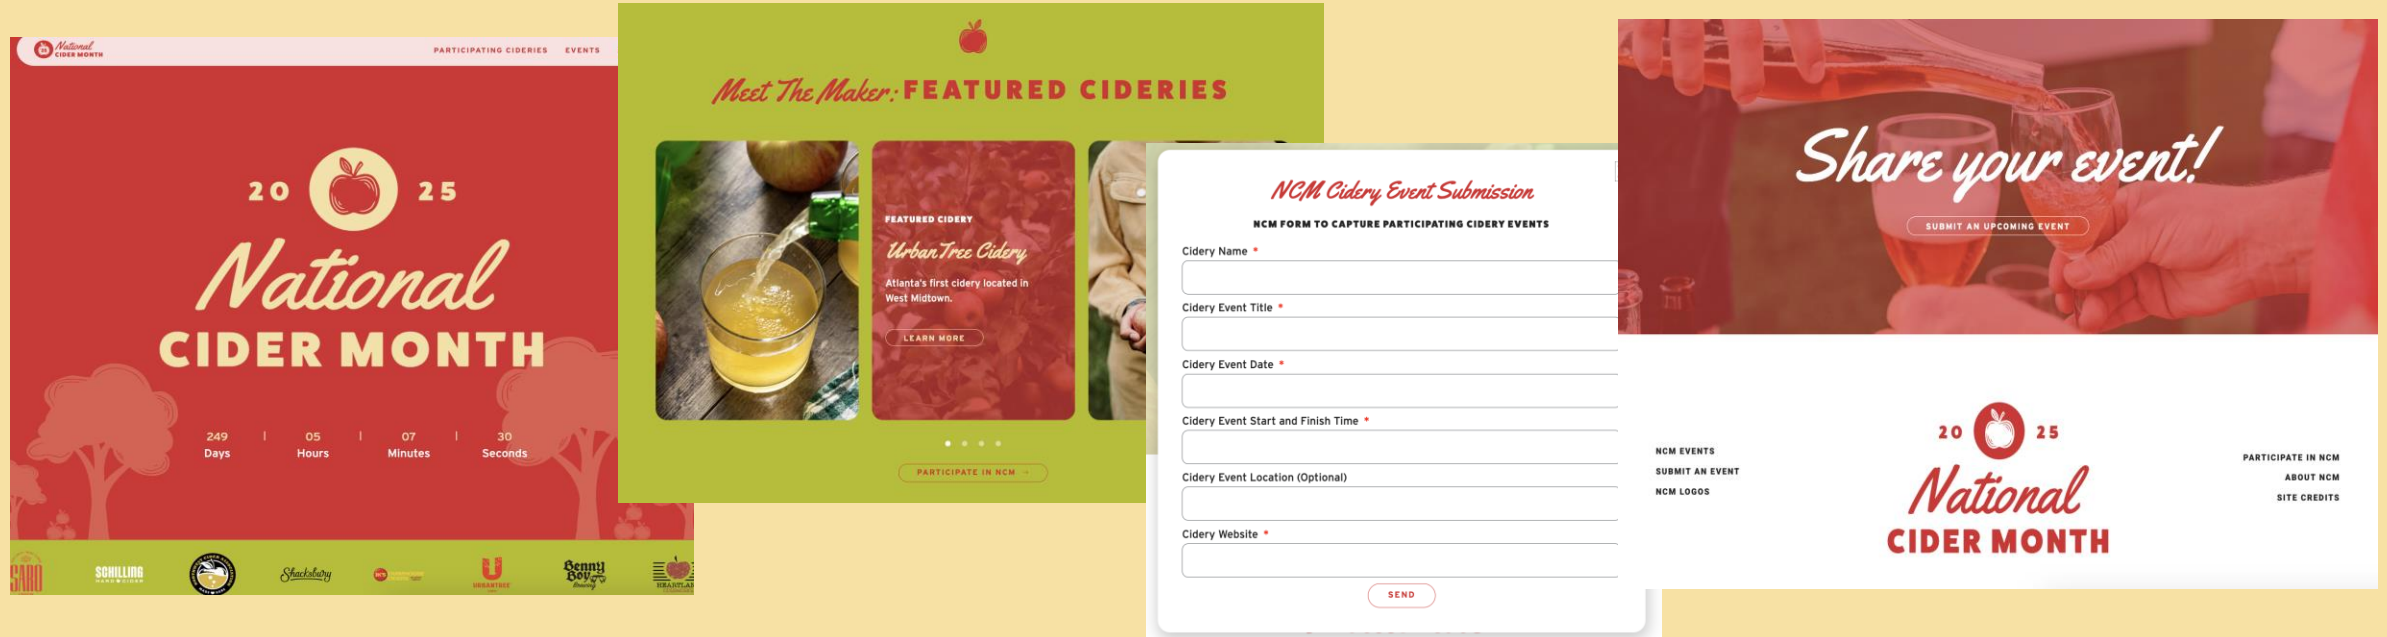 National
CIDER MONTH
PARTICIPATING CIDERIES EVENTS
20 25
National
CIDER MONTH
249 05 07 30
Days Hours Minutes Seconds
SCHILLING
HARD CIDER
Shacksbury
URBANTREE
Benny
Boy
Brewing
Meet The Maker: FEATURED CIDERIES
FEATURED CIDERY
UrbanTree Cidery
Atlanta's first cidery located in
West Midtown.
LEARN MORE
PARTICIPATE IN NCM →
NCM Cidery Event Submission
NCM FORM TO CAPTURE PARTICIPATING CIDERY EVENTS
Cidery Name *
Cidery Event Title *
Cidery Event Date *
Cidery Event Start and Finish Time *
Cidery Event Location (Optional)
Cidery Website *
SEND
Share your event!
SUBMIT AN UPCOMING EVENT
NCM EVENTS
SUBMIT AN EVENT
NCM LOGOS
20 25
National
CIDER MONTH
PARTICIPATE IN NCM
ABOUT NCM
SITE CREDITS